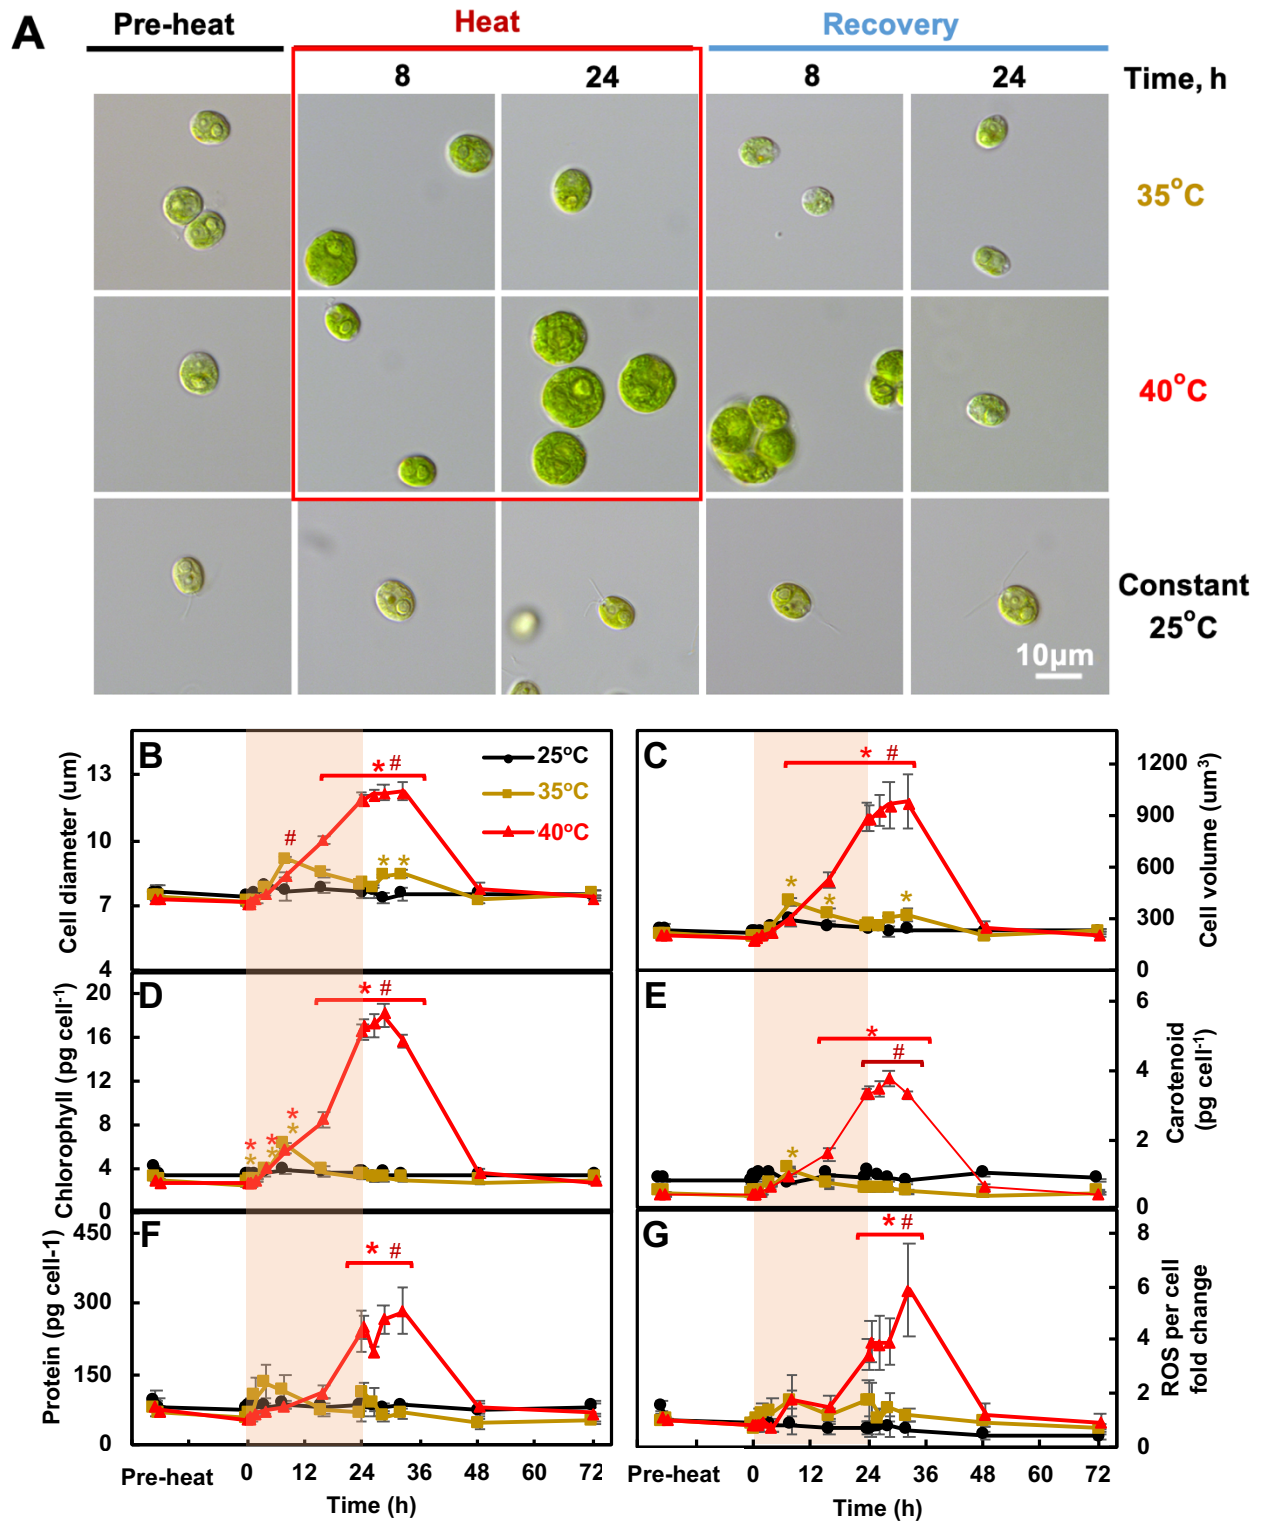 A
Pre-heat
Heat
Recovery
8
24
8
24
Time, h
35°C
40°C
Constant
25°C
10µm
B
Cell diameter (um)
13
10
7
4
25°C
35°C
40°C
* #
#
* *
C
Cell volume (um³)
1200
900
600
300
0
* #
*
*
*
D
Chlorophyll (pg cell⁻¹)
20
16
12
8
4
0
* #
* * *
* * *
E
Carotenoid
(pg cell⁻¹)
6
4
2
0
*
#
*
F
Protein (pg cell-1)
450
300
150
0
* #
Pre-heat 0 12 24 36 48 60 72
Time (h)
G
ROS per cell
fold change
8
6
4
2
0
* #
Pre-heat 0 12 24 36 48 60 72
Time (h)